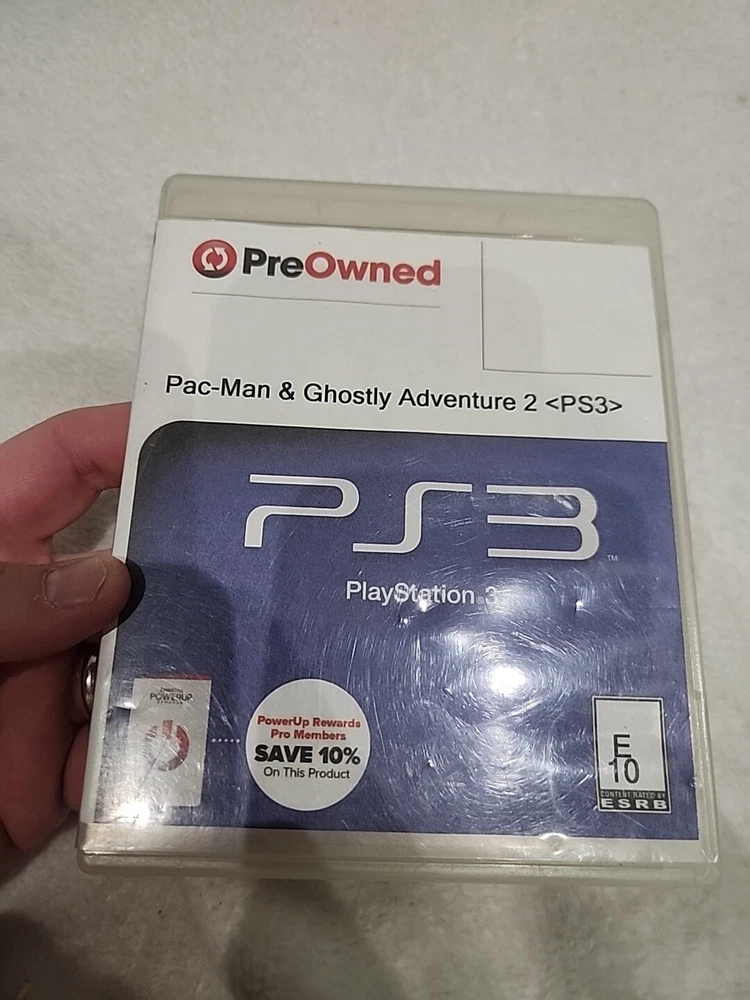 PreOwned
Pac-Man & Ghostly Adventure 2 <PS3>
PS3
TM
PlayStation 3
POWERUP
PowerUp Rewards
Pro Members
SAVE 10%
On This Product
E
10
CONTENT RATED BY
ESRB